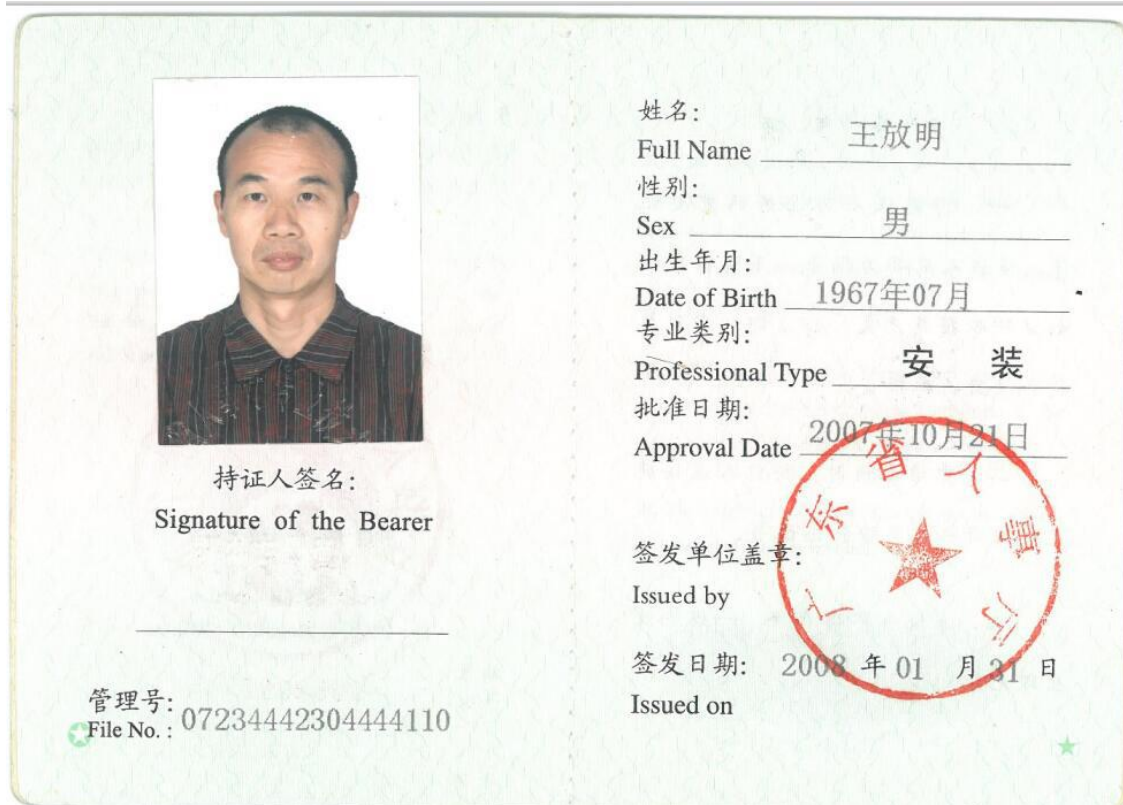 持证人签名:
Signature of the Bearer
管理号:
File No. : 07234442304444110
姓名:
Full Name 王放明
性别:
Sex 男
出生年月:
Date of Birth 1967年07月
专业类别:
Professional Type 安 装
批准日期:
Approval Date 2007年10月21日
签发单位盖章:
Issued by
广东省人事厅
签发日期: 2008 年 01 月 31 日
Issued on